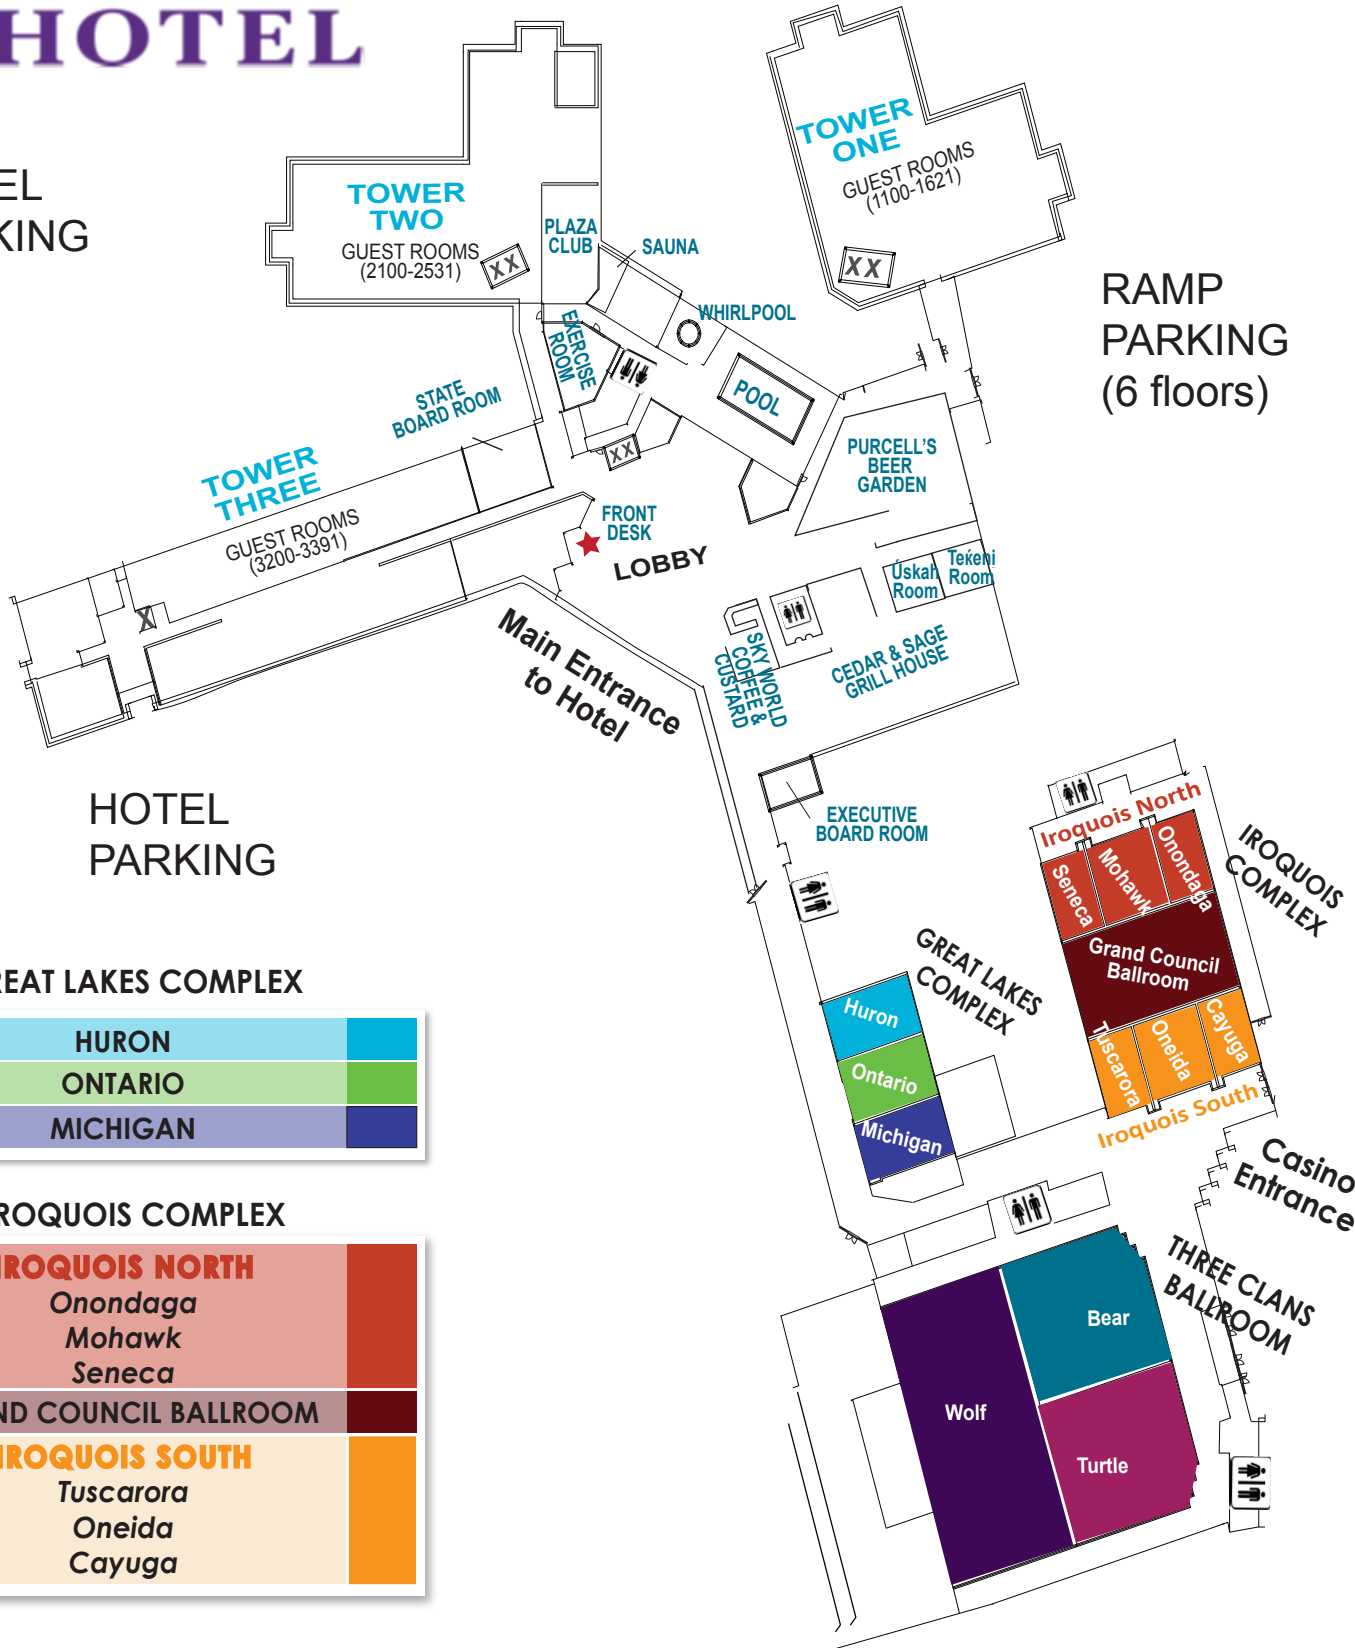 HOTEL
EL
KING
TOWER
ONE
GUEST ROOMS
(1100-1621)
XX
TOWER
TWO
GUEST ROOMS
(2100-2531)
XX
PLAZA
CLUB
SAUNA
WHIRLPOOL
EXERCISE
ROOM
POOL
RAMP
PARKING
(6 floors)
STATE
BOARD ROOM
XX
PURCELL'S
BEER
GARDEN
TOWER
THREE
GUEST ROOMS
(3200-3391)
X
FRONT
DESK
LOBBY
Úskah
Room
Teḱeni
Room
Main Entrance
to Hotel
SKY WORLD
COFFEE &
CUSTARD
CEDAR & SAGE
GRILL HOUSE
HOTEL
PARKING
EXECUTIVE
BOARD ROOM
Iroquois North
Seneca
Mohawk
Onondaga
IROQUOIS
COMPLEX
Grand Council
Ballroom
Tuscarora
Oneida
Cayuga
Iroquois South
GREAT LAKES
COMPLEX
Huron
Ontario
Michigan
Casino
Entrance
THREE CLANS
BALLROOM
Bear
Wolf
Turtle
REAT LAKES COMPLEX
HURON
ONTARIO
MICHIGAN
ROQUOIS COMPLEX
IROQUOIS NORTH
Onondaga
Mohawk
Seneca
ND COUNCIL BALLROOM
IROQUOIS SOUTH
Tuscarora
Oneida
Cayuga